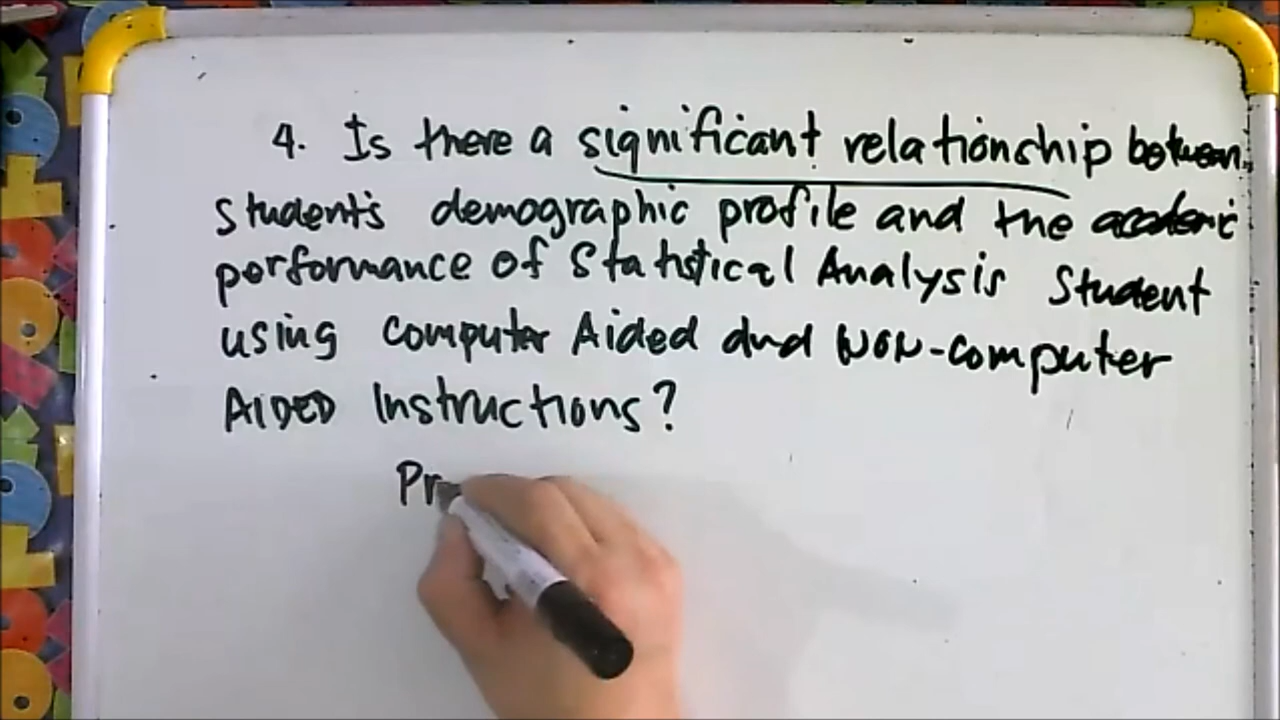 4. Is there a significant relationship between
student's demographic profile and the academic
performance of Statistical Analysis Student
using computer Aided and NON-computer
AIDED Instructions?
Pr